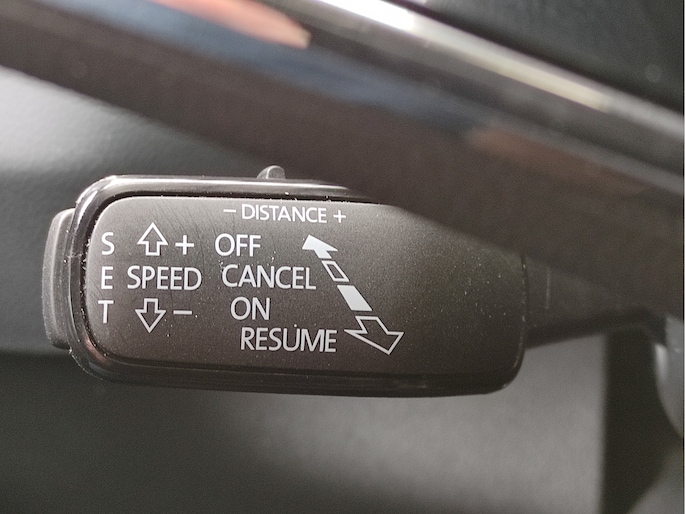 − DISTANCE +
S + OFF
E SPEED CANCEL
T − ON
RESUME